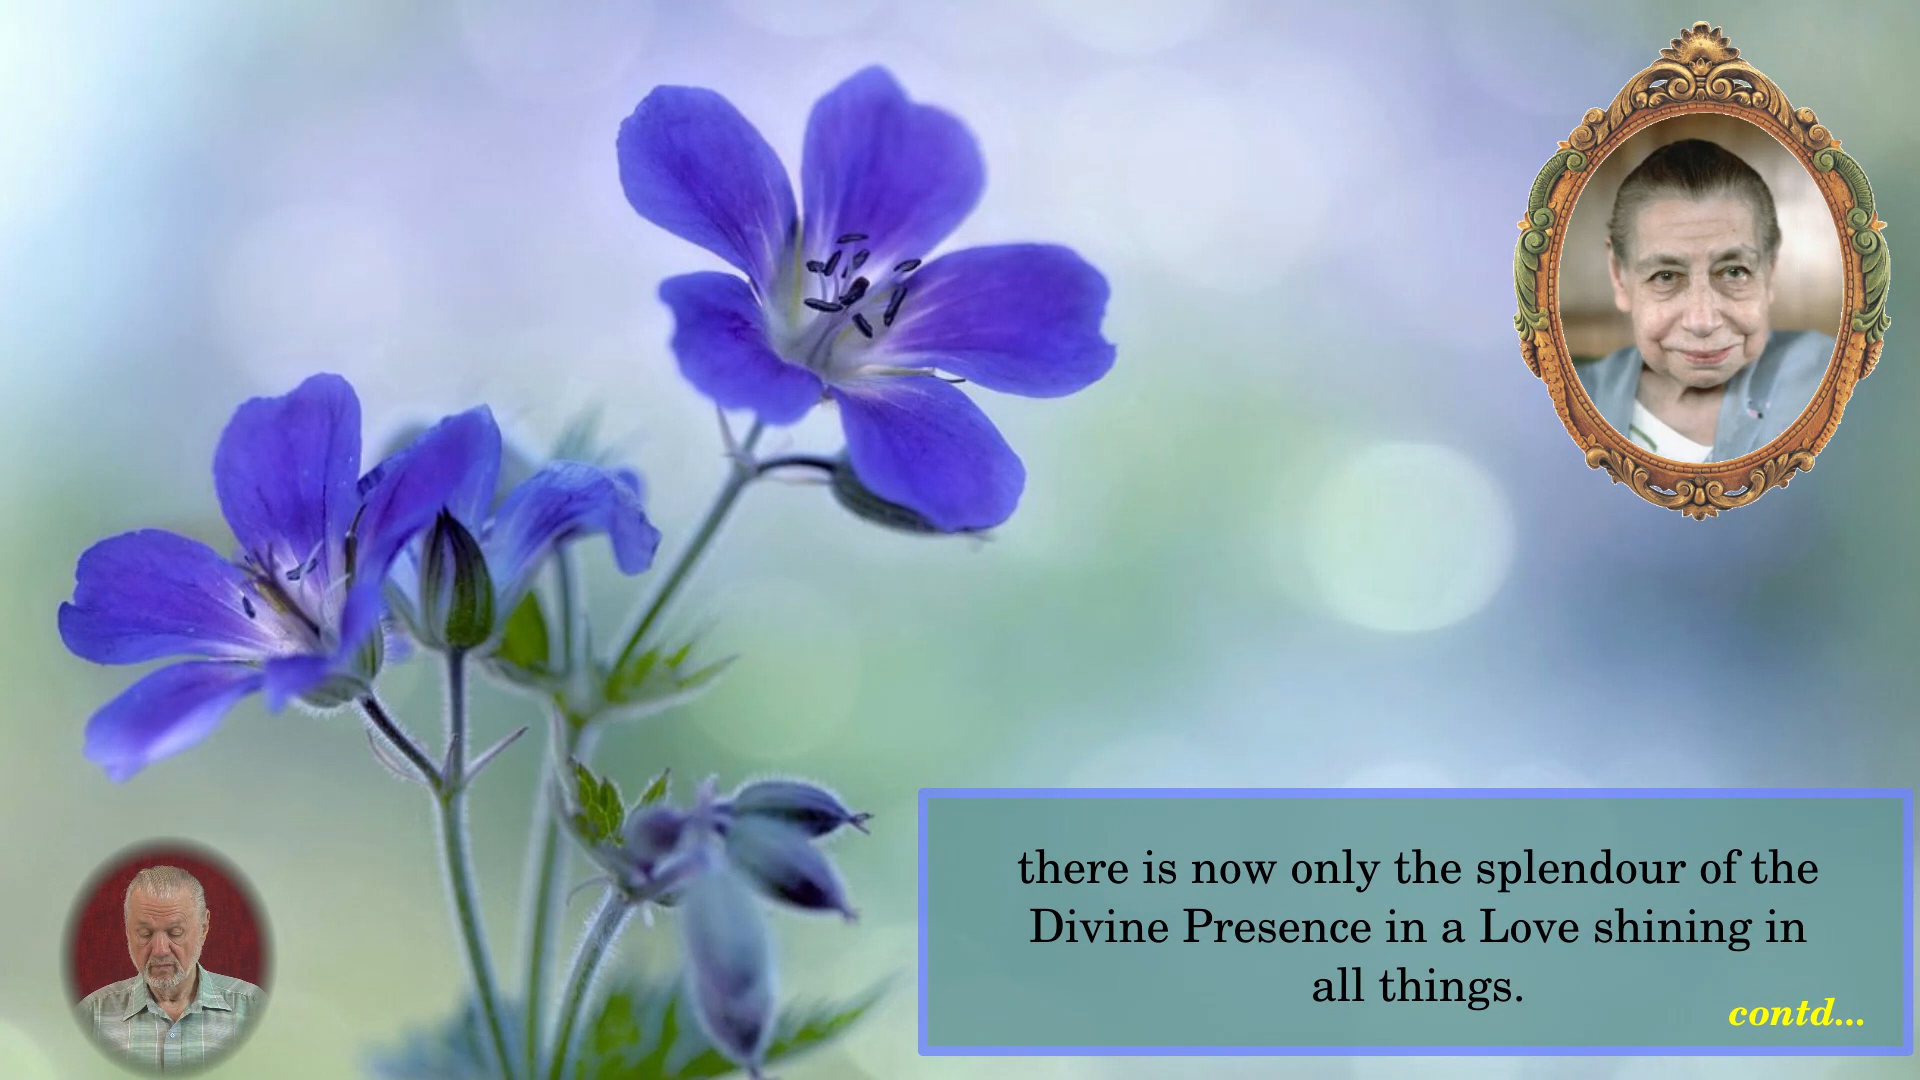 there is now only the splendour of the
Divine Presence in a Love shining in
all things.
contd...